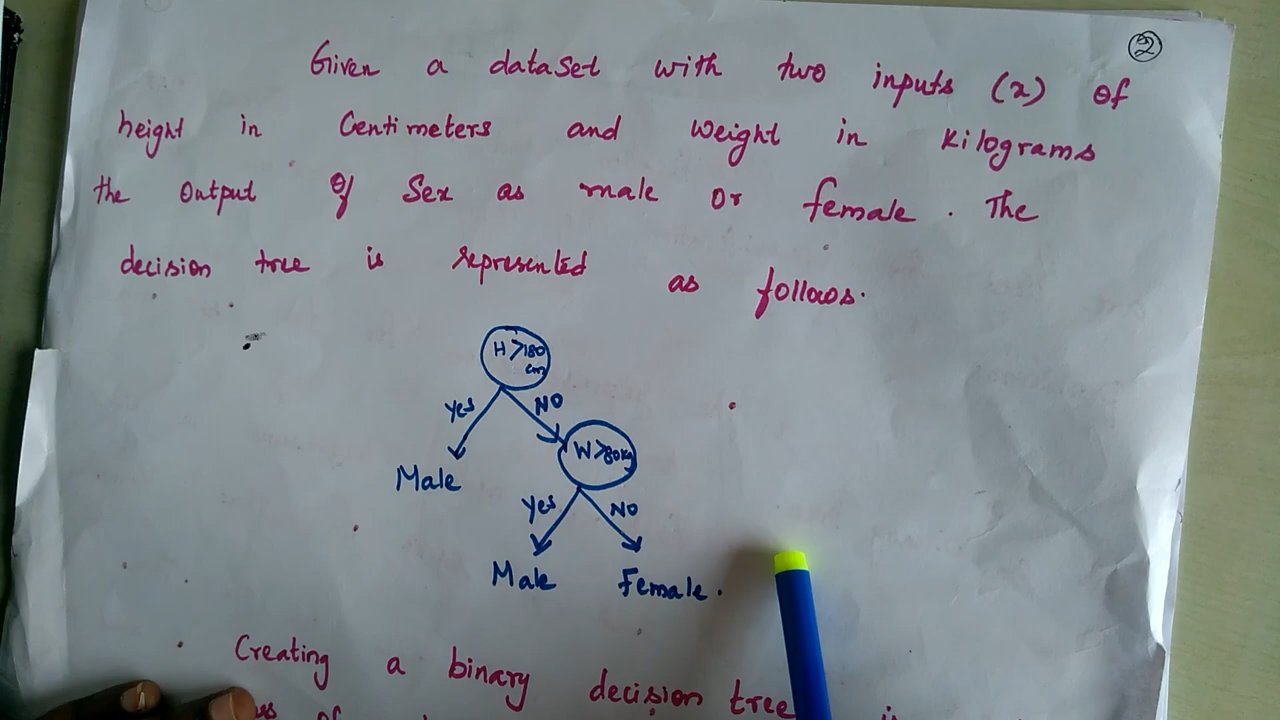 2
Given a dataset with two inputs (x) of
height in Centimeters and Weight in Kilograms
the output of Sex as male or female. The
decision tree is represented as follows.
H >180 cm
Yes NO
Male W>80Kg
Yes NO
Male Female.
Creating a binary decision tree is
of